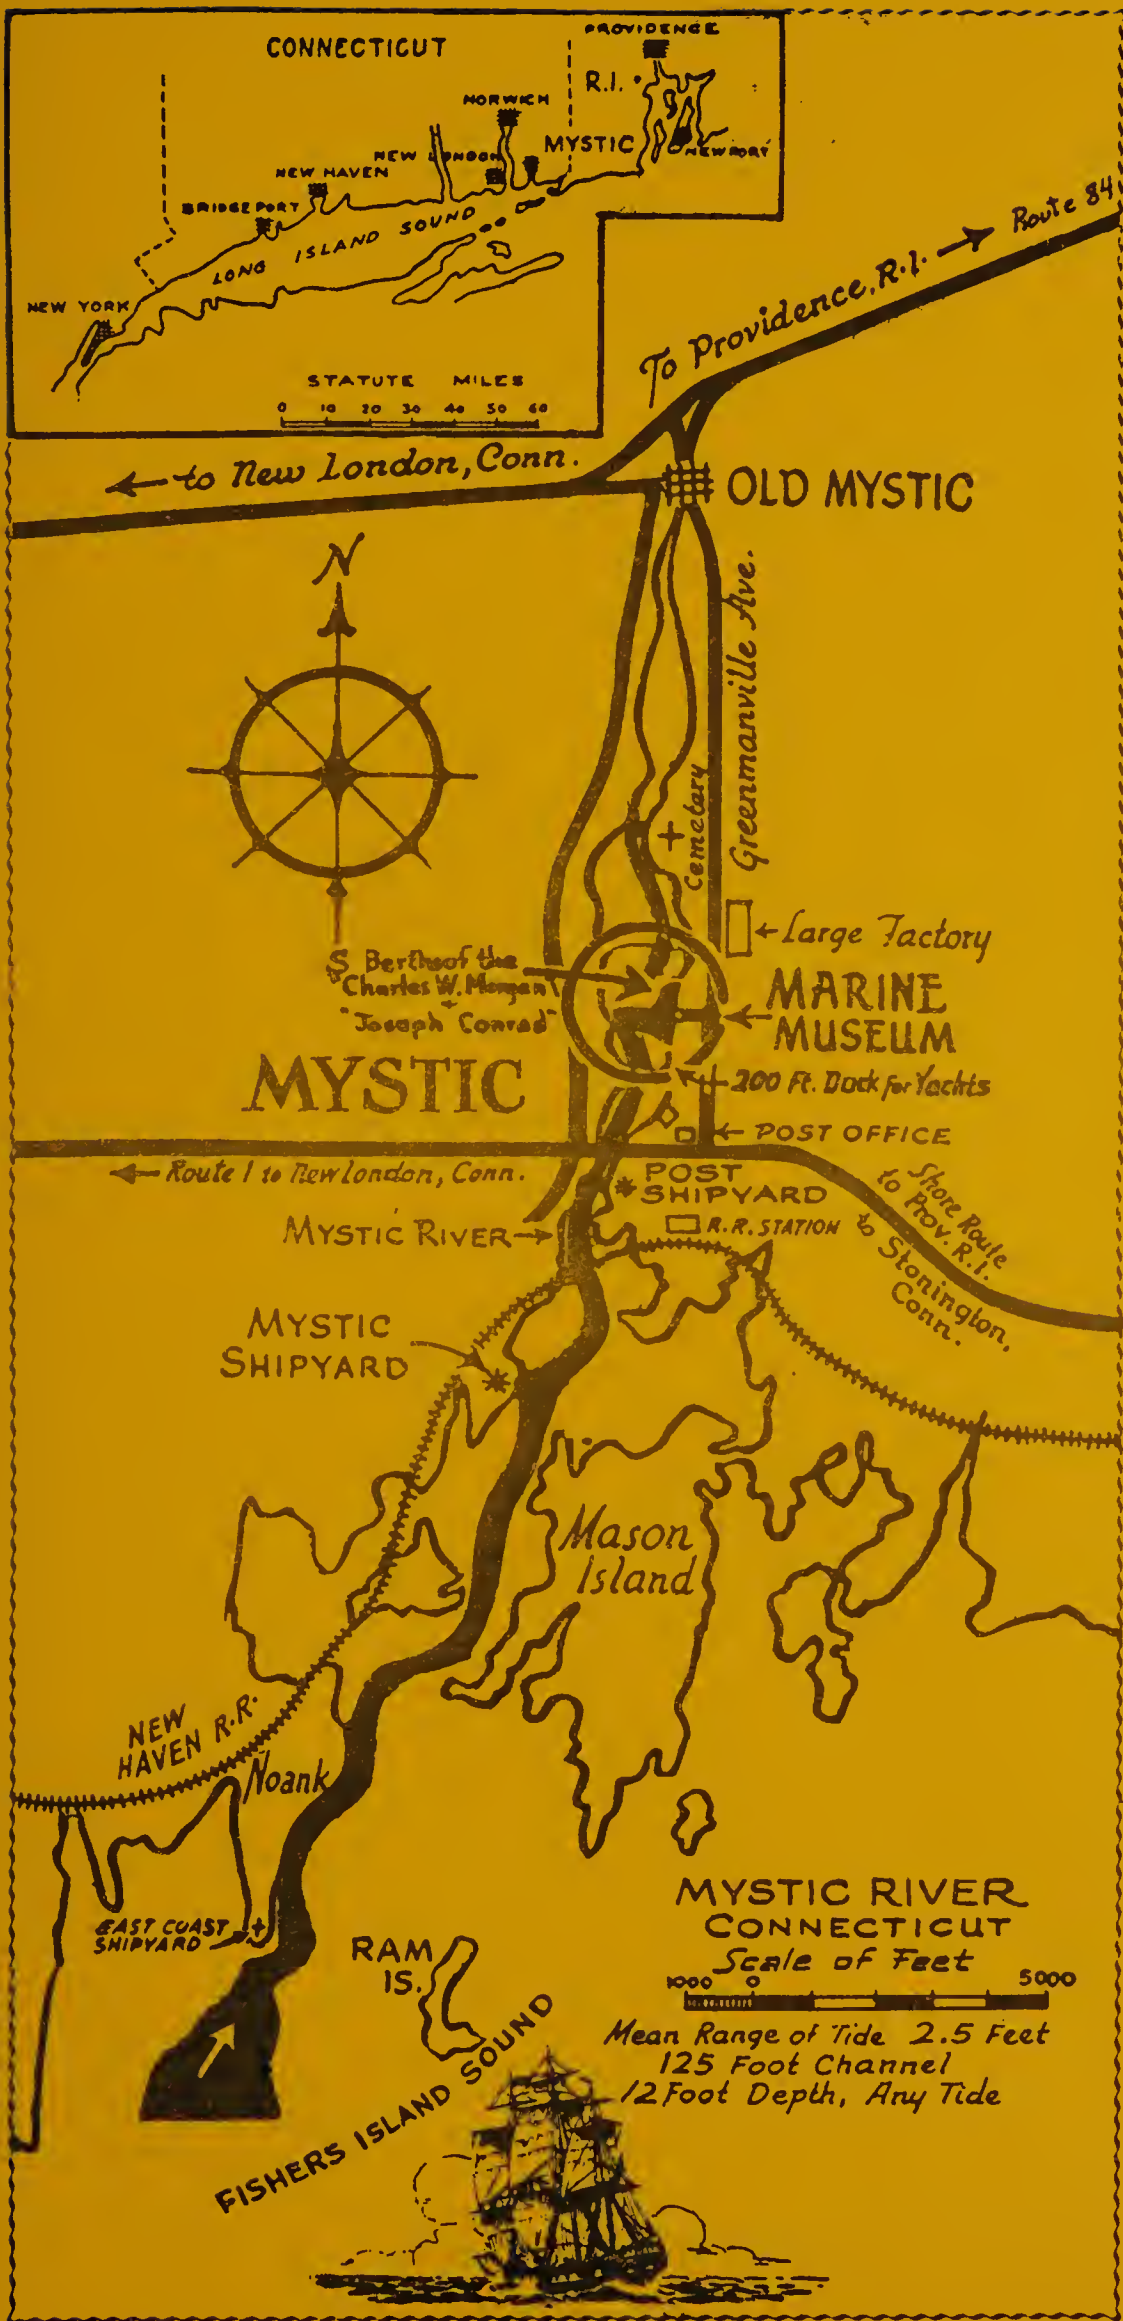 CONNECTICUT
PROVIDENCE
R.I.
NORWICH
MYSTIC
NEWPORT
NEW LONDON
NEW HAVEN
BRIDGEPORT
LONG ISLAND SOUND
NEW YORK
STATUTE MILES
0 10 20 30 40 50 60
Route 84
To Providence, R.I.
to New London, Conn.
OLD MYSTIC
N
Greenmanville Ave.
Cematary
Large Factory
S
Berths of the
"Charles W. Morgan"
+
"Joseph Conrad"
MARINE
MUSEUM
MYSTIC
200 Ft. Dock for Yachts
POST OFFICE
Route 1 to New London, Conn.
POST
SHIPYARD
Shore Route
to Prov. R.I.
MYSTIC RIVER
R.R. STATION
to Stonington,
Conn.
MYSTIC
SHIPYARD
Mason
Island
NEW
HAVEN R.R.
Noank
MYSTIC RIVER
CONNECTICUT
Scale of Feet
1000 0 5000
EAST COAST
SHIPYARD
RAM
IS.
Mean Range of Tide 2.5 Feet
125 Foot Channel
12 Foot Depth, Any Tide
FISHERS ISLAND SOUND